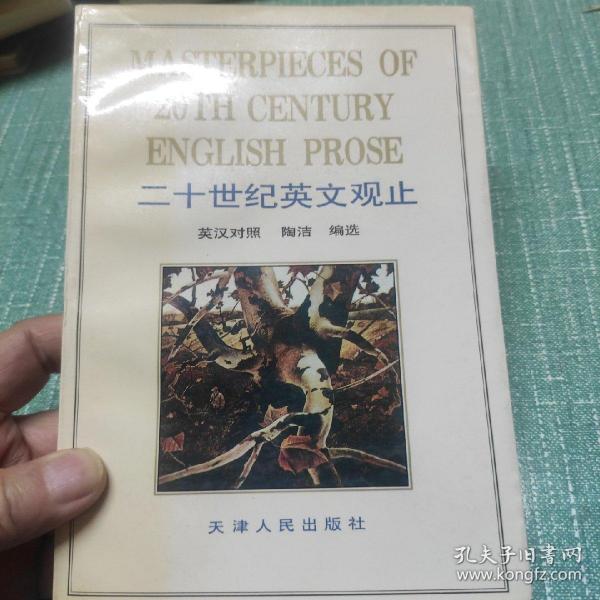 MASTERPIECES OF
20TH CENTURY
ENGLISH PROSE
二十世纪英文观止
英汉对照 陶洁 编选
天津人民出版社
孔夫子旧书网
www.kongfz.com